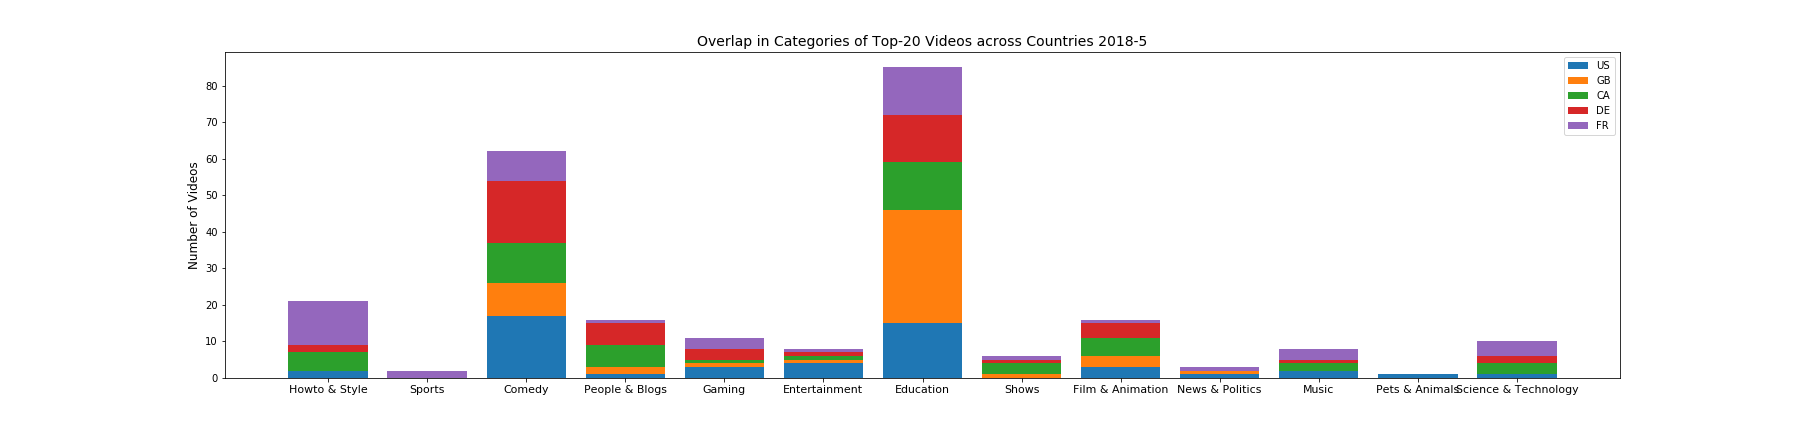 Overlap in Categories of Top-20 Videos across Countries 2018-5
US
GB
CA
DE
FR
Number of Videos
80
70
60
50
40
30
20
10
0
Howto & Style
Sports
Comedy
People & Blogs
Gaming
Entertainment
Education
Shows
Film & Animation
News & Politics
Music
Pets & Animals
Science & Technology